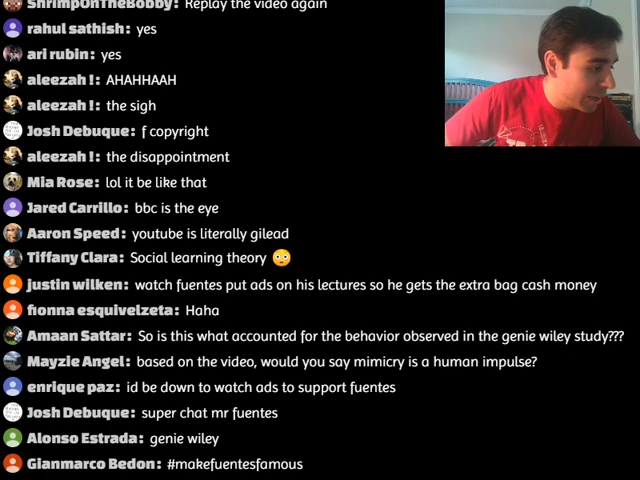 ShrimpOnTheBobby: Replay the video again
rahul sathish: yes
ari rubin: yes
aleezah !: AHAHHAAH
aleezah !: the sigh
Josh Debuque: f copyright
aleezah !: the disappointment
Mia Rose: lol it be like that
Jared Carrillo: bbc is the eye
Aaron Speed: youtube is literally gilead
Tiffany Clara: Social learning theory 😳
justin wilken: watch fuentes put ads on his lectures so he gets the extra bag cash money
fionna esquivelzeta: Haha
Amaan Sattar: So is this what accounted for the behavior observed in the genie wiley study???
Mayzie Angel: based on the video, would you say mimicry is a human impulse?
enrique paz: id be down to watch ads to support fuentes
Josh Debuque: super chat mr fuentes
Alonso Estrada: genie wiley
Gianmarco Bedon: #makefuentesfamous